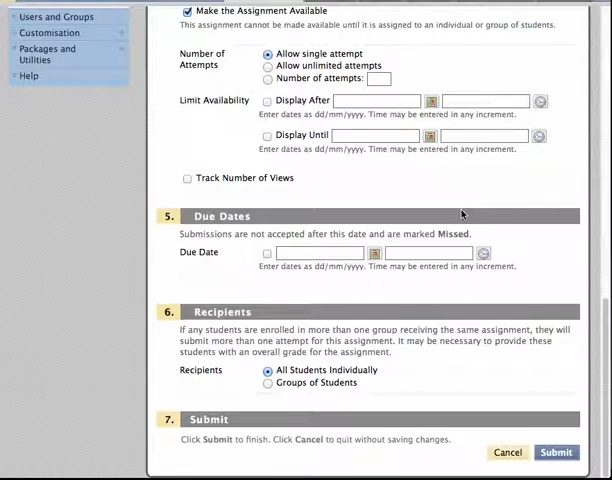 Users and Groups
Customisation
Packages and
Utilities
Help
Make the Assignment Available
This assignment cannot be made available until it is assigned to an individual or group of students.
Number of
Attempts
Allow single attempt
Allow unlimited attempts
Number of attempts:
Limit Availability
Display After
Enter dates as dd/mm/yyyy. Time may be entered in any increment.
Display Until
Enter dates as dd/mm/yyyy. Time may be entered in any increment.
Track Number of Views
5. Due Dates
Submissions are not accepted after this date and are marked Missed.
Due Date
Enter dates as dd/mm/yyyy. Time may be entered in any increment.
6. Recipients
If any students are enrolled in more than one group receiving the same assignment, they will
submit more than one attempt for this assignment. It may be necessary to provide these
students with an overall grade for the assignment.
Recipients
All Students Individually
Groups of Students
7. Submit
Click Submit to finish. Click Cancel to quit without saving changes.
Cancel Submit